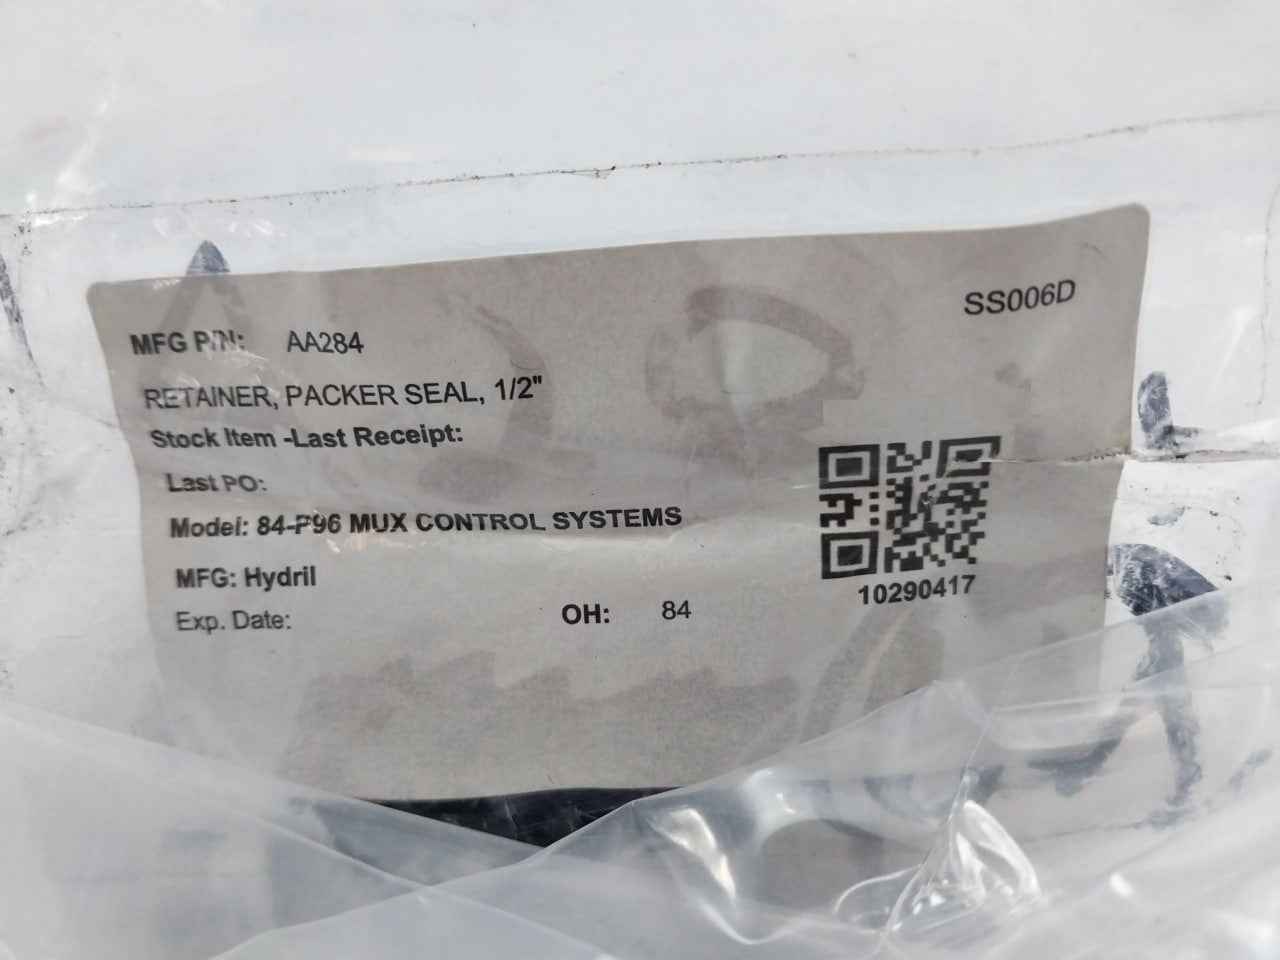 SS006D
MFG P/N: AA284
RETAINER, PACKER SEAL, 1/2"
Stock Item -Last Receipt:
Last PO:
Model: 84-P96 MUX CONTROL SYSTEMS
MFG: Hydril
10290417
Exp. Date: OH: 84